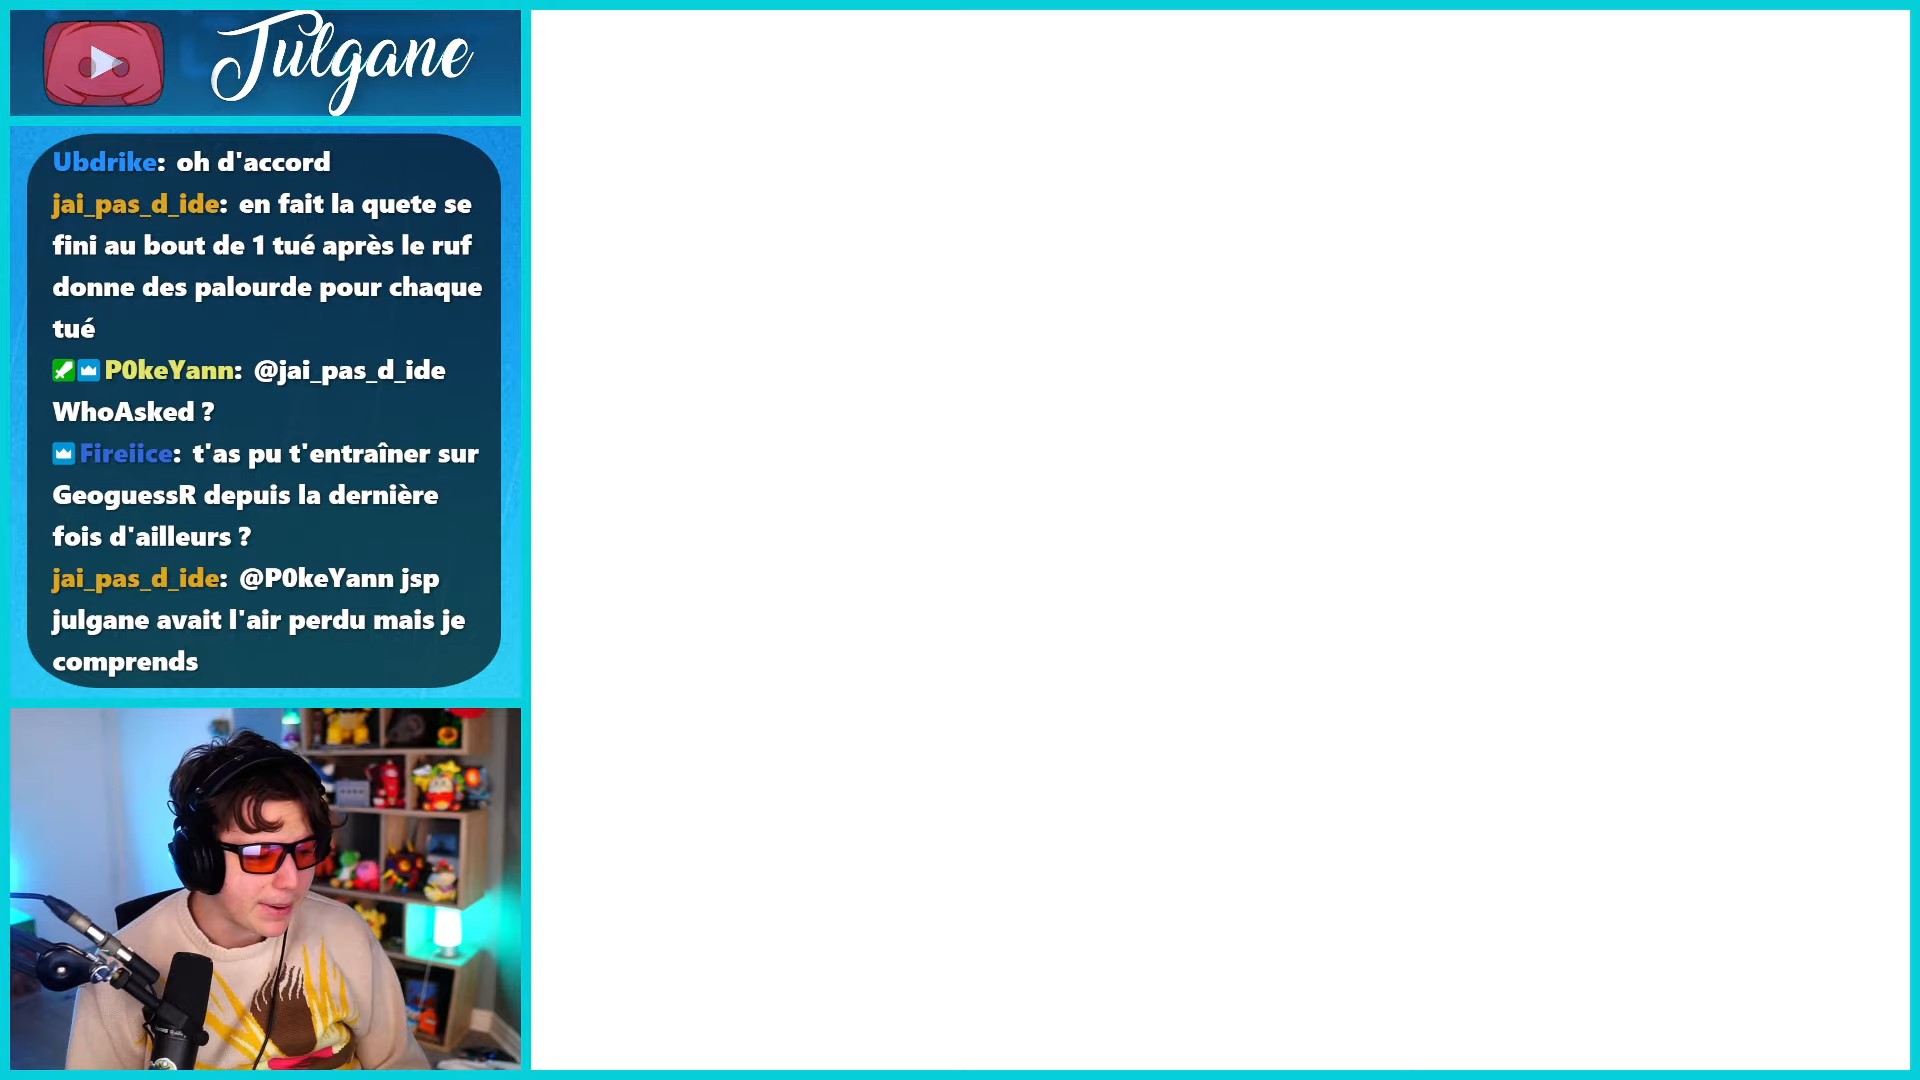 Julgane
Ubdrike: oh d'accord
jai_pas_d_ide: en fait la quete se
fini au bout de 1 tué après le ruf
donne des palourde pour chaque
tué
P0keYann: @jai_pas_d_ide
WhoAsked ?
Fireiice: t'as pu t'entraîner sur
GeoguessR depuis la dernière
fois d'ailleurs ?
jai_pas_d_ide: @P0keYann jsp
julgane avait l'air perdu mais je
comprends